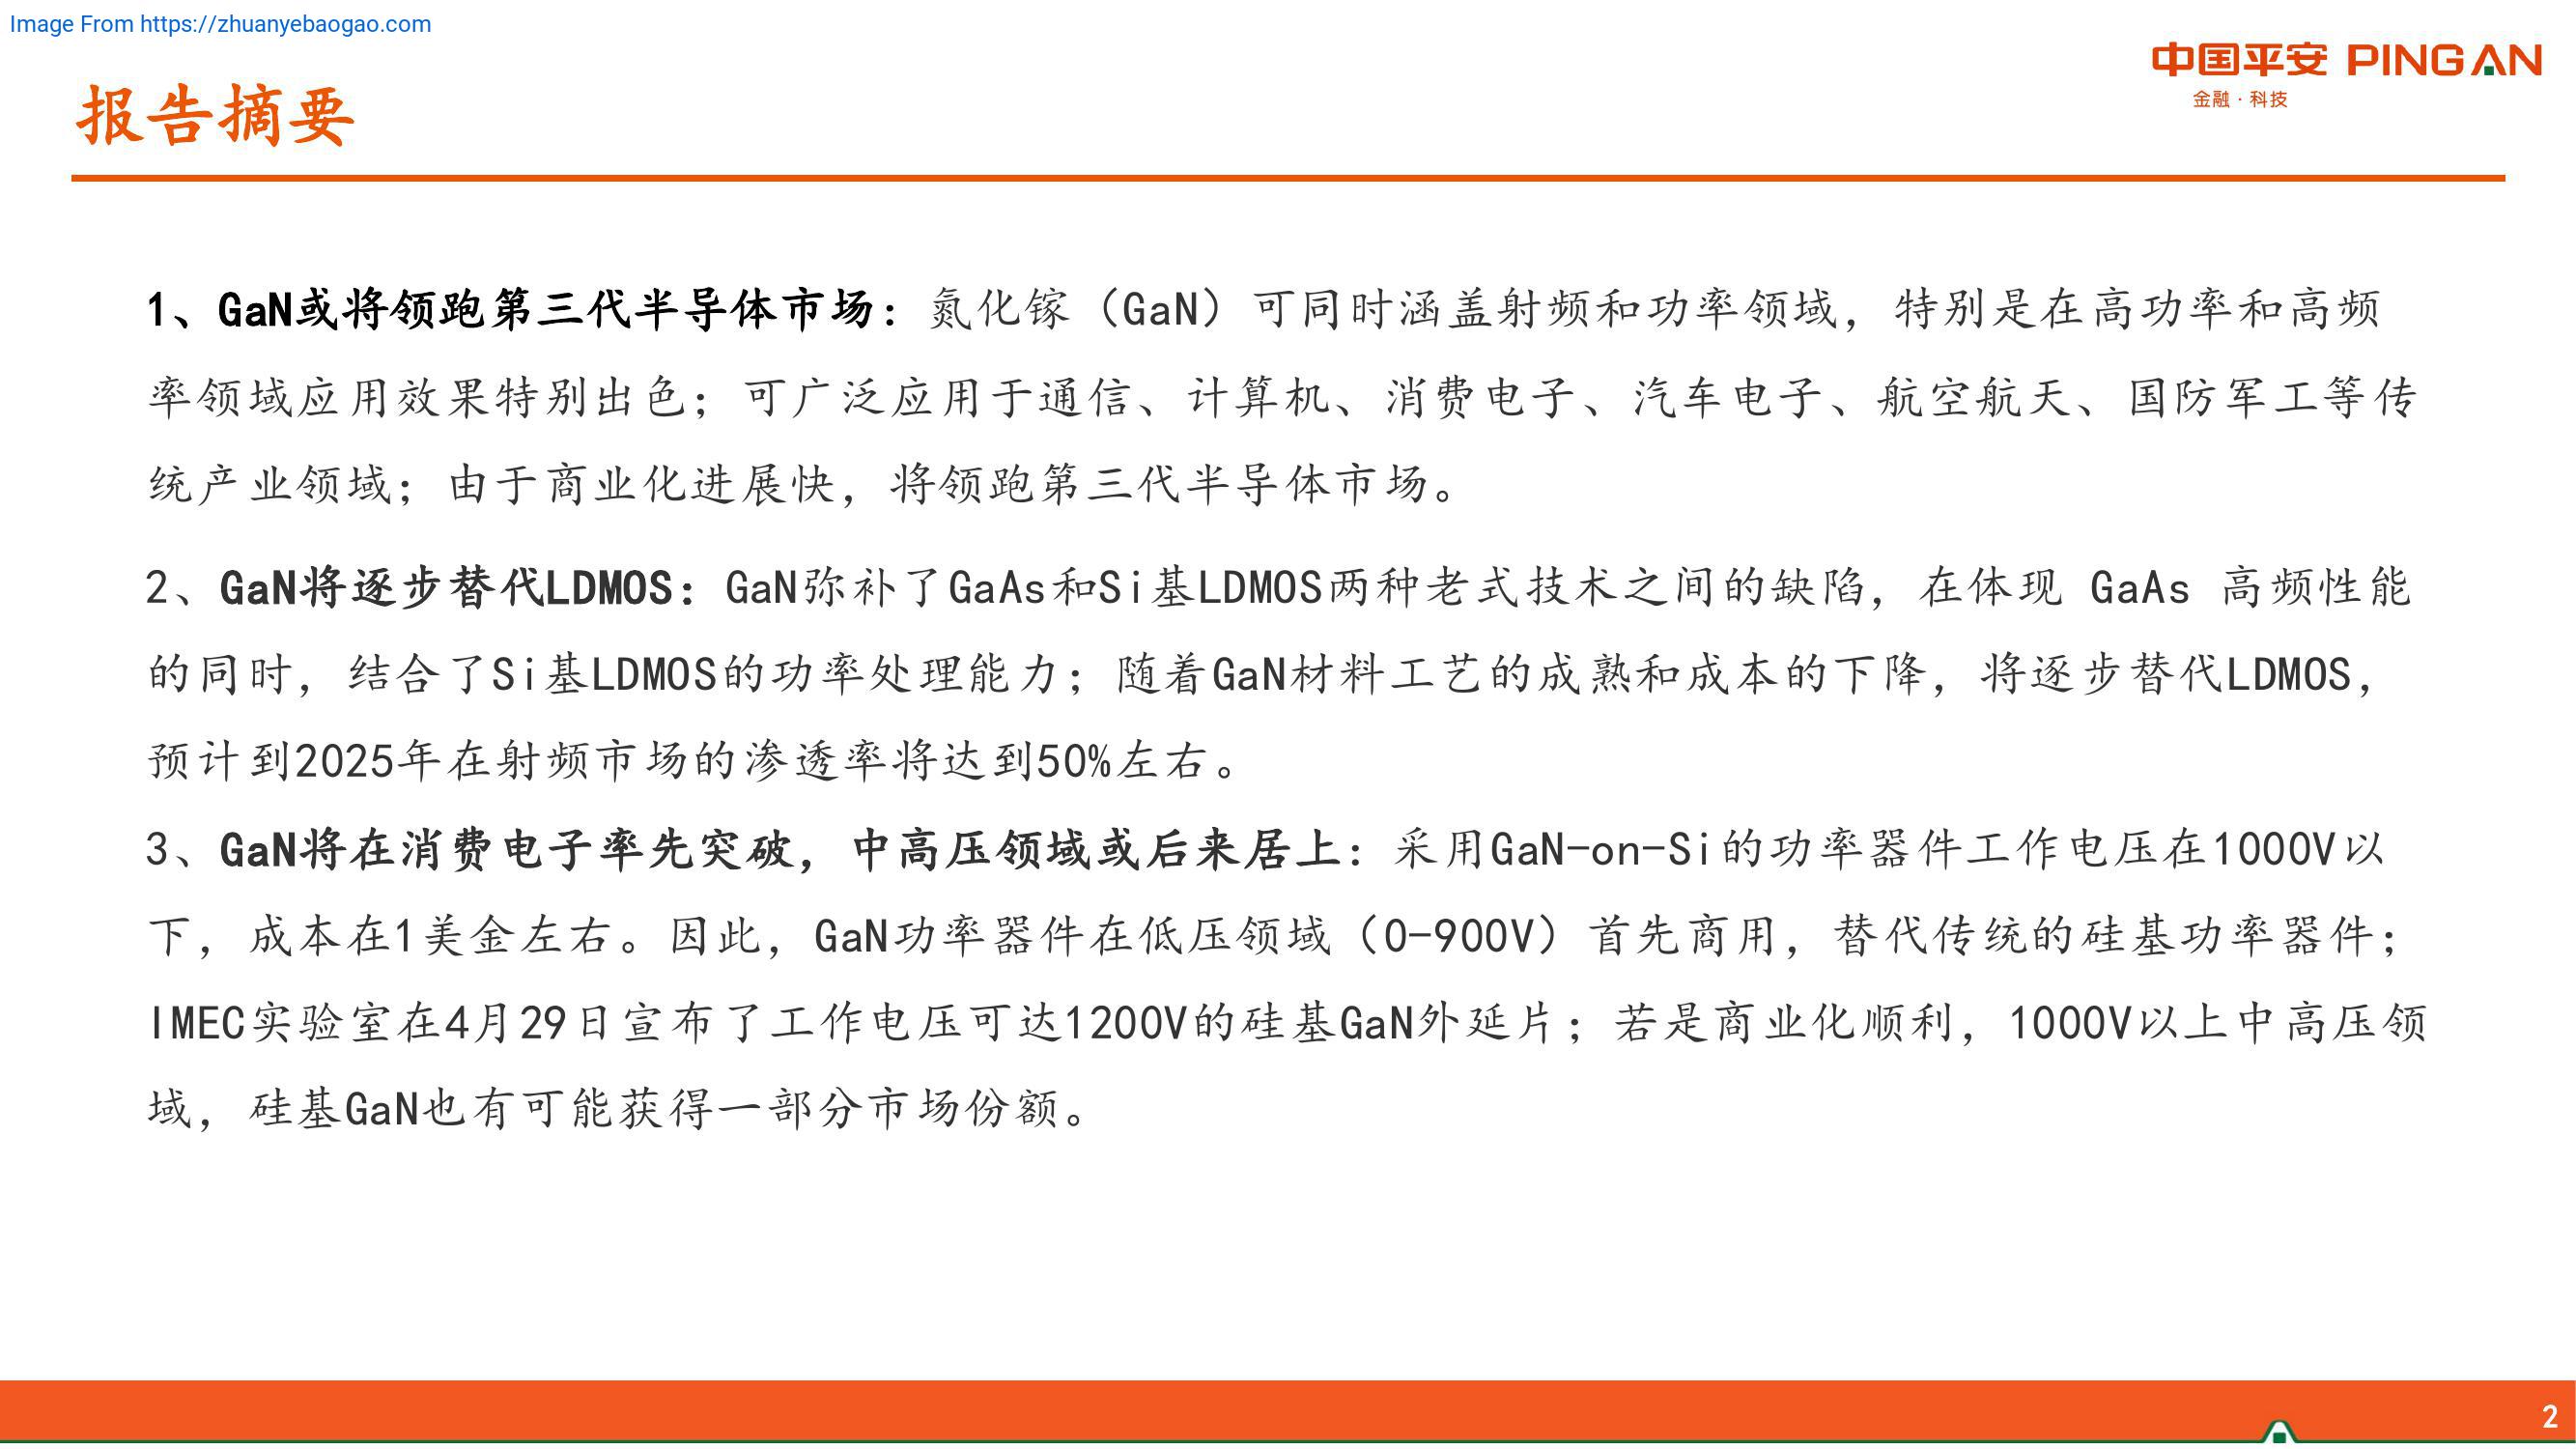 Image From https://zhuanyebaogao.com
中国平安 PINGAN
金融·科技
报告摘要
1、GaN或将领跑第三代半导体市场：氮化镓（GaN）可同时涵盖射频和功率领域，特别是在高功率和高频
率领域应用效果特别出色；可广泛应用于通信、计算机、消费电子、汽车电子、航空航天、国防军工等传
统产业领域；由于商业化进展快，将领跑第三代半导体市场。
2、GaN将逐步替代LDMOS：GaN弥补了GaAs和Si基LDMOS两种老式技术之间的缺陷，在体现 GaAs 高频性能
的同时，结合了Si基LDMOS的功率处理能力；随着GaN材料工艺的成熟和成本的下降，将逐步替代LDMOS，
预计到2025年在射频市场的渗透率将达到50%左右。
3、GaN将在消费电子率先突破，中高压领域或后来居上：采用GaN-on-Si的功率器件工作电压在1000V以
下，成本在1美金左右。因此，GaN功率器件在低压领域（0-900V）首先商用，替代传统的硅基功率器件；
IMEC实验室在4月29日宣布了工作电压可达1200V的硅基GaN外延片；若是商业化顺利，1000V以上中高压领
域，硅基GaN也有可能获得一部分市场份额。
2